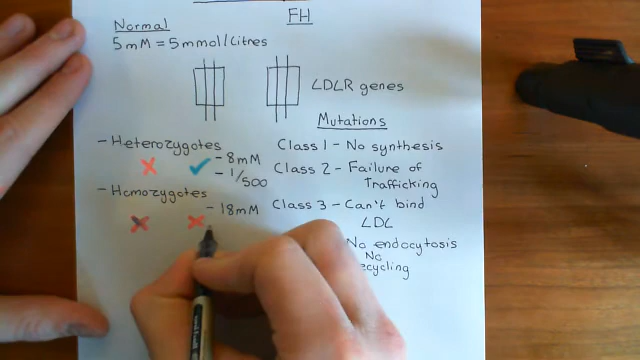 FH
Normal
5mM = 5mmol/Litres
LDLR genes
Mutations
- Heterozygotes
- 8mM
- 1/500
- Homozygotes
- 18mM
Class 1 - No synthesis
Class 2 - Failure of
trafficking
Class 3 - Can't bind
LDL
No endocytosis
No